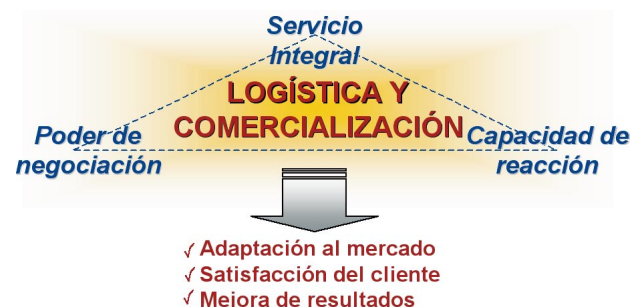 Servicio
Integral
LOGÍSTICA Y
COMERCIALIZACIÓN
Poder de
negociación
Capacidad de
reacción
✓ Adaptación al mercado
✓ Satisfacción del cliente
✓ Mejora de resultados